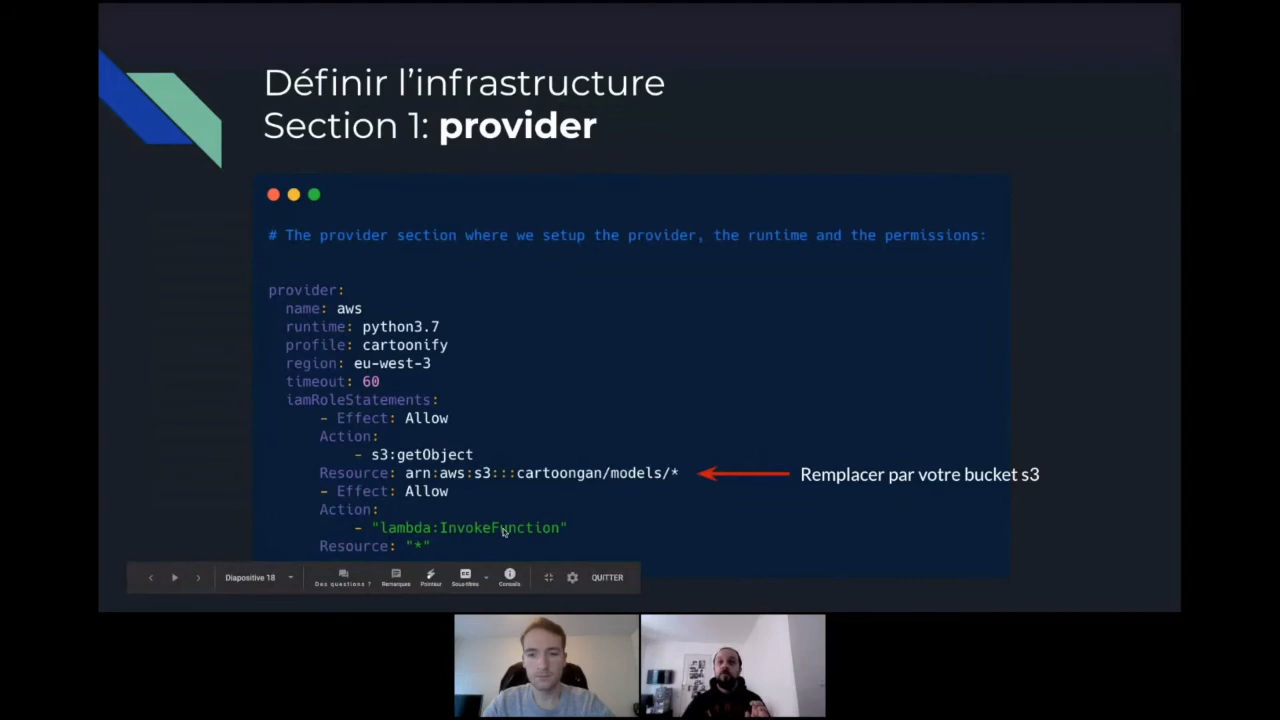 Définir l’infrastructure
Section 1: provider
# The provider section where we setup the provider, the runtime and the permissions:
provider:
name: aws
runtime: python3.7
profile: cartoonify
region: eu-west-3
timeout: 60
iamRoleStatements:
- Effect: Allow
Action:
- s3:getObject
Resource: arn:aws:s3:::cartoongan/models/*
Remplacer par votre bucket s3
- Effect: Allow
Action:
- "lambda:InvokeFunction"
Resource: "*"
Diapositive 18
Des questions ?
Remarques
Pointeur
Sous-titres
Conseils
QUITTER